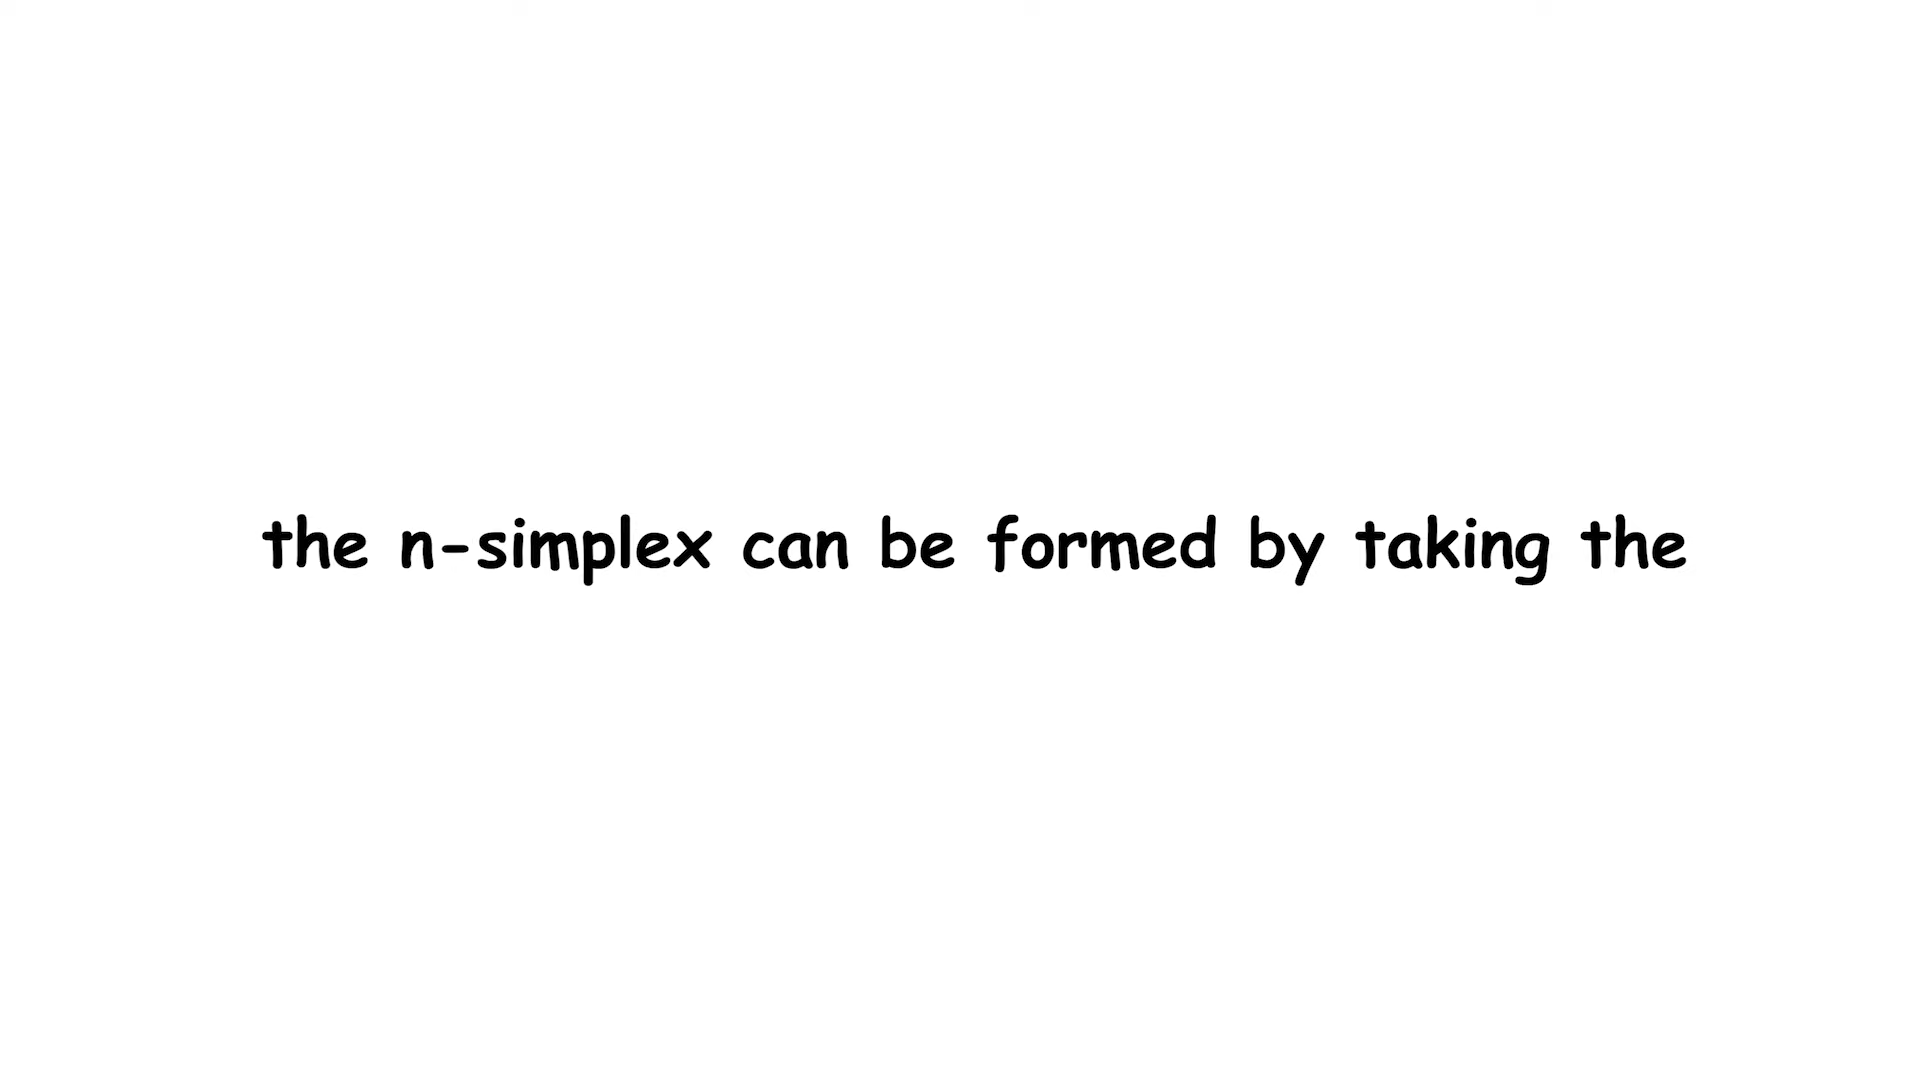 the n-simplex can be formed by taking the